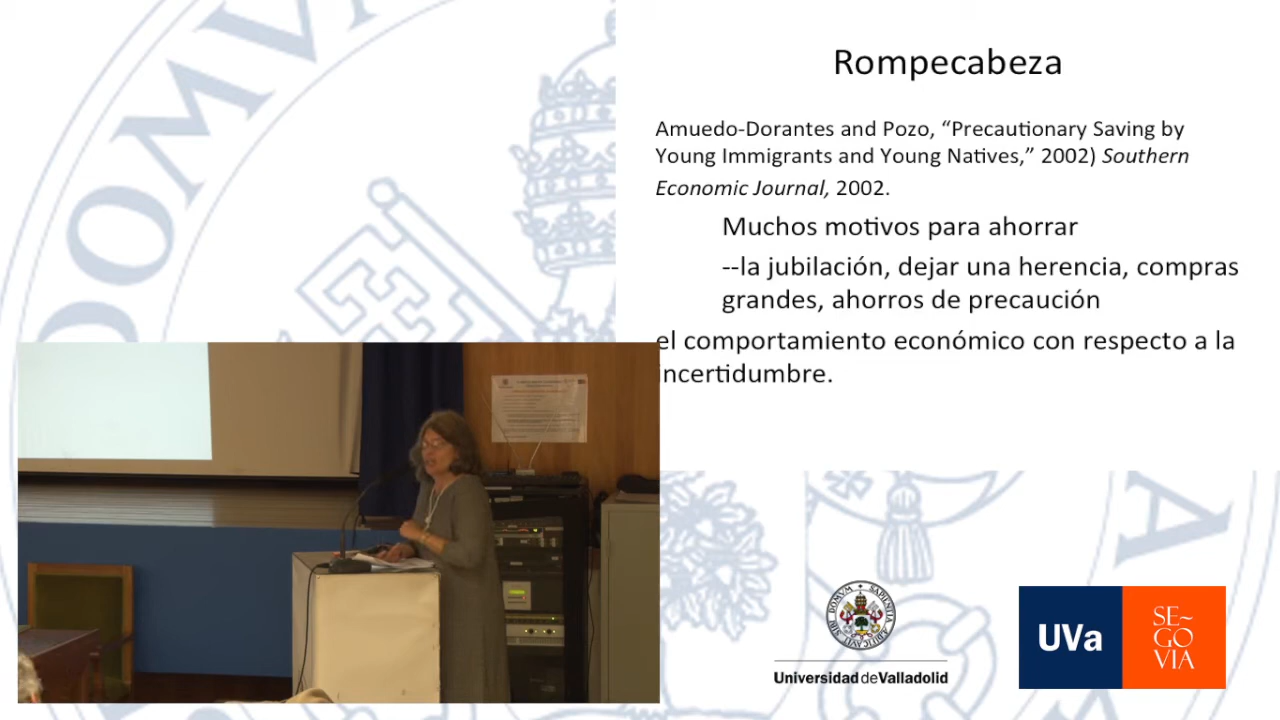 Rompecabeza
Amuedo-Dorantes and Pozo, “Precautionary Saving by
Young Immigrants and Young Natives,” 2002) Southern
Economic Journal, 2002.
Muchos motivos para ahorrar
--la jubilación, dejar una herencia, compras
grandes, ahorros de precaución
el comportamiento económico con respecto a la
incertidumbre.
Universidad de Valladolid
UVa
SE~
GO
VIA